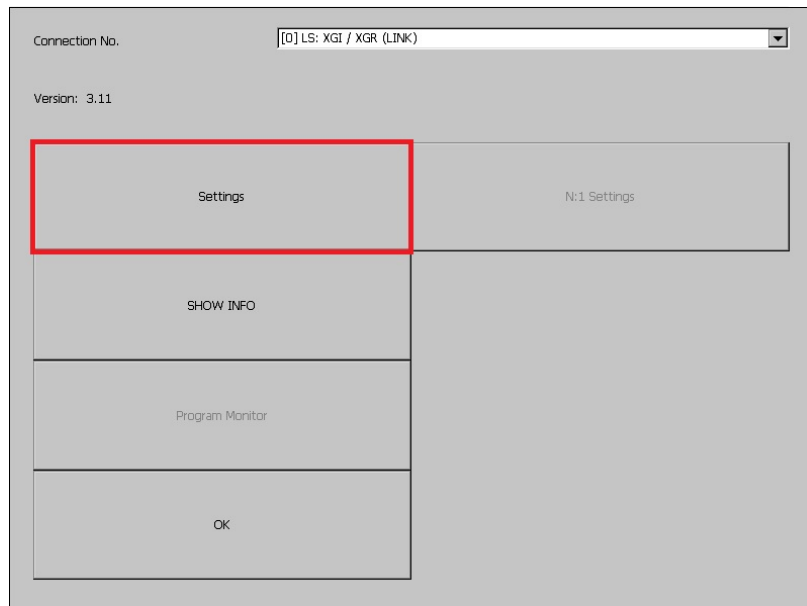 Connection No.
[0] LS: XGI / XGR (LINK)
Version: 3.11
Settings
N:1 Settings
SHOW INFO
Program Monitor
OK